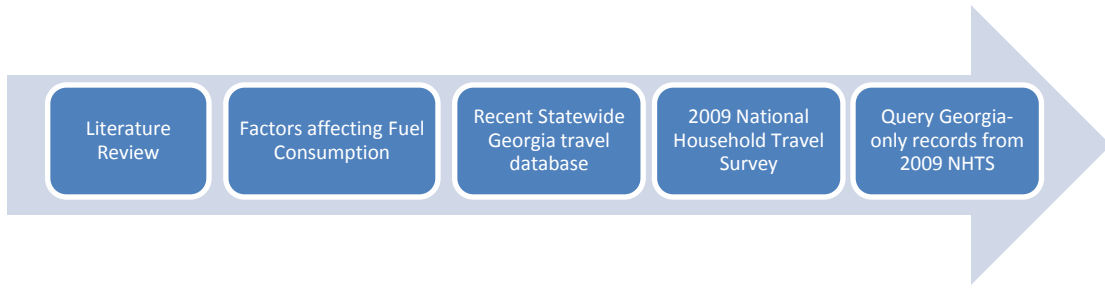 Literature
Review
Factors affecting Fuel
Consumption
Recent Statewide
Georgia travel
database
2009 National
Household Travel
Survey
Query Georgia-
only records from
2009 NHTS